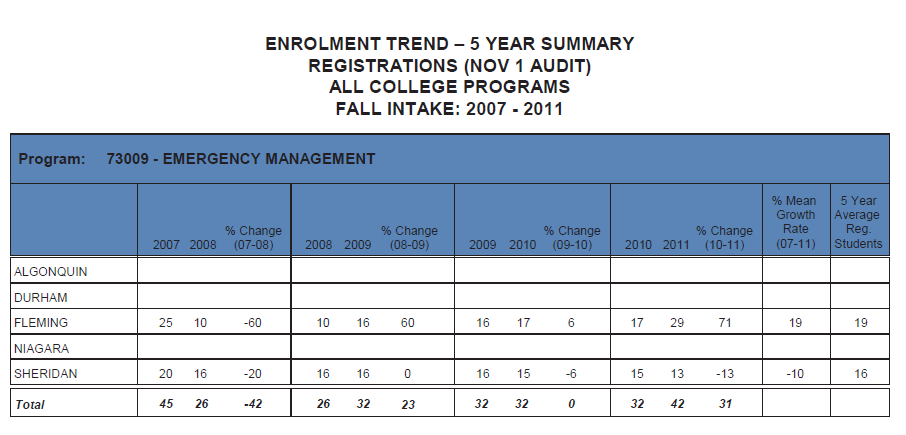 ENROLMENT TREND – 5 YEAR SUMMARY
REGISTRATIONS (NOV 1 AUDIT)
ALL COLLEGE PROGRAMS
FALL INTAKE: 2007 - 2011
Program: 73009 - EMERGENCY MANAGEMENT
% Mean 5 Year
Growth Average
% Change % Change % Change % Change Rate Reg.
2007 2008 (07-08) 2008 2009 (08-09) 2009 2010 (09-10) 2010 2011 (10-11) (07-11) Students
ALGONQUIN
DURHAM
FLEMING 25 10 -60 10 16 60 16 17 6 17 29 71 19 19
NIAGARA
SHERIDAN 20 16 -20 16 16 0 16 15 -6 15 13 -13 -10 16
Total 45 26 -42 26 32 23 32 32 0 32 42 31